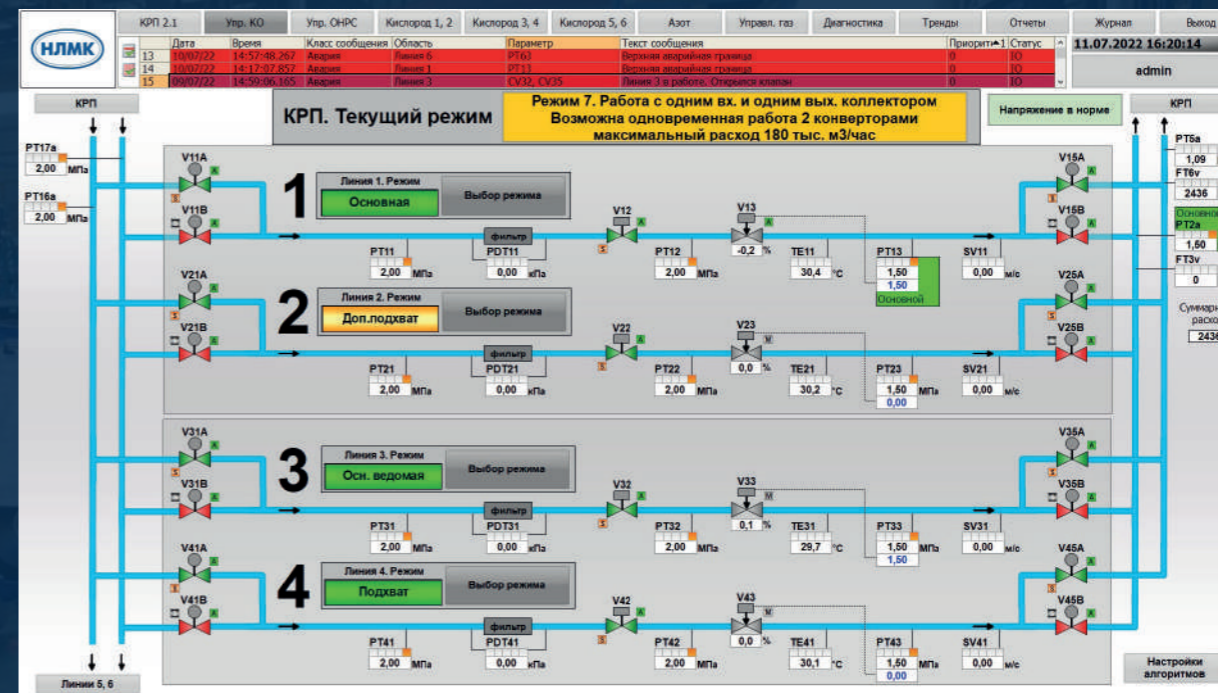 НЛМК
КРП 2.1 Упр. КО Упр. ОНРС Кислород 1, 2 Кислород 3, 4 Кислород 5, 6 Азот Управл. газ Диагностика Тренды Отчеты Журнал Выход
Дата Время Класс сообщения Область Параметр Текст сообщения Приорит 1 Статус
13 10/07/22 14:57:48.267 Авария Линия 6 PT63 Верхняя аварийная граница 0 IO
14 10/07/22 14:17:07.857 Авария Линия 1 PT13 Верхняя аварийная граница 0 IO
15 09/07/22 14:59:06.165 Авария Линия 3 CV32, CV35 Линия 3 в работе. Открылся клапан 0 IO
11.07.2022 16:20:14
admin
КРП
КРП. Текущий режим
Режим 7. Работа с одним вх. и одним вых. коллектором
Возможна одновременная работа 2 конверторами
максимальный расход 180 тыс. м3/час
Напряжение в норме
КРП
PT17a
2,00 МПа
PT16a
2,00 МПа
PT5a
1,09
FT6v
2436
Основной
PT2a
1,50
FT3v
0
Суммарн
расхо
2436
V11A
V11B
1
Линия 1. Режим
Основная
Выбор режима
фильтр
V12
V13
-0,2 %
V15A
V15B
PT11 PDT11 PT12 TE11 PT13 SV11
2,00 МПа 0,00 кПа 2,00 МПа 30,4 °C 1,50 0,00 м/с
1,50
Основной
V21A
V21B
2
Линия 2. Режим
Доп.подхват
Выбор режима
фильтр
V22
V23
0,0 %
V25A
V25B
PT21 PDT21 PT22 TE21 PT23 SV21
2,00 МПа 0,00 кПа 2,00 МПа 30,2 °C 1,50 МПа 0,00 м/с
0,00
V31A
V31B
3
Линия 3. Режим
Осн. ведомая
Выбор режима
фильтр
V32
V33
0,1 %
V35A
V35B
PT31 PDT31 PT32 TE31 PT33 SV31
2,00 МПа 0,00 кПа 2,00 МПа 29,7 °C 1,50 МПа 0,00 м/с
1,50
V41A
V41B
4
Линия 4. Режим
Подхват
Выбор режима
фильтр
V42
V43
0,0 %
V45A
V45B
PT41 PDT41 PT42 TE41 PT43 SV41
2,00 МПа 0,00 кПа 2,00 МПа 30,1 °C 1,50 МПа 0,00 м/с
0,00
Линии 5, 6
Настройки
алгоритмов